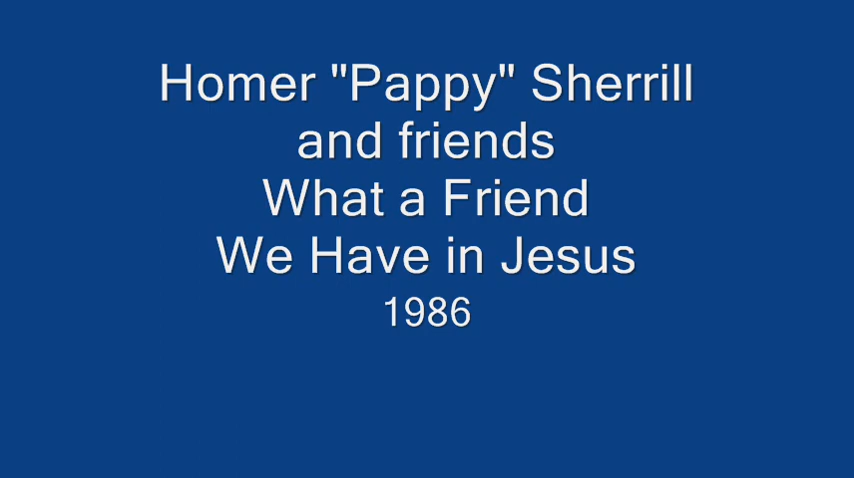 Homer "Pappy" Sherrill
and friends
What a Friend
We Have in Jesus
1986